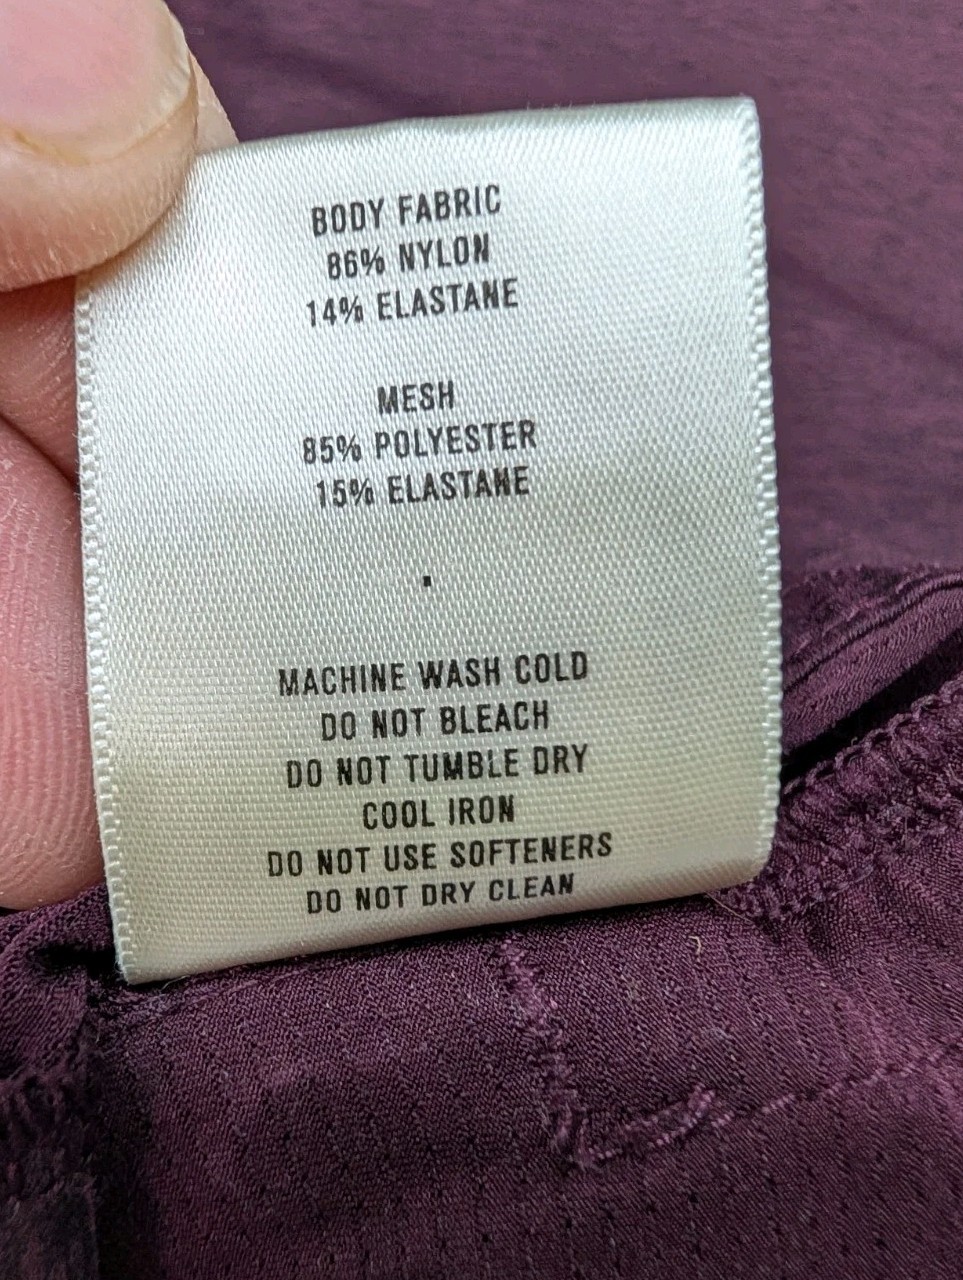 BODY FABRIC
86% NYLON
14% ELASTANE
MESH
85% POLYESTER
15% ELASTANE
.
MACHINE WASH COLD
DO NOT BLEACH
DO NOT TUMBLE DRY
COOL IRON
DO NOT USE SOFTENERS
DO NOT DRY CLEAN